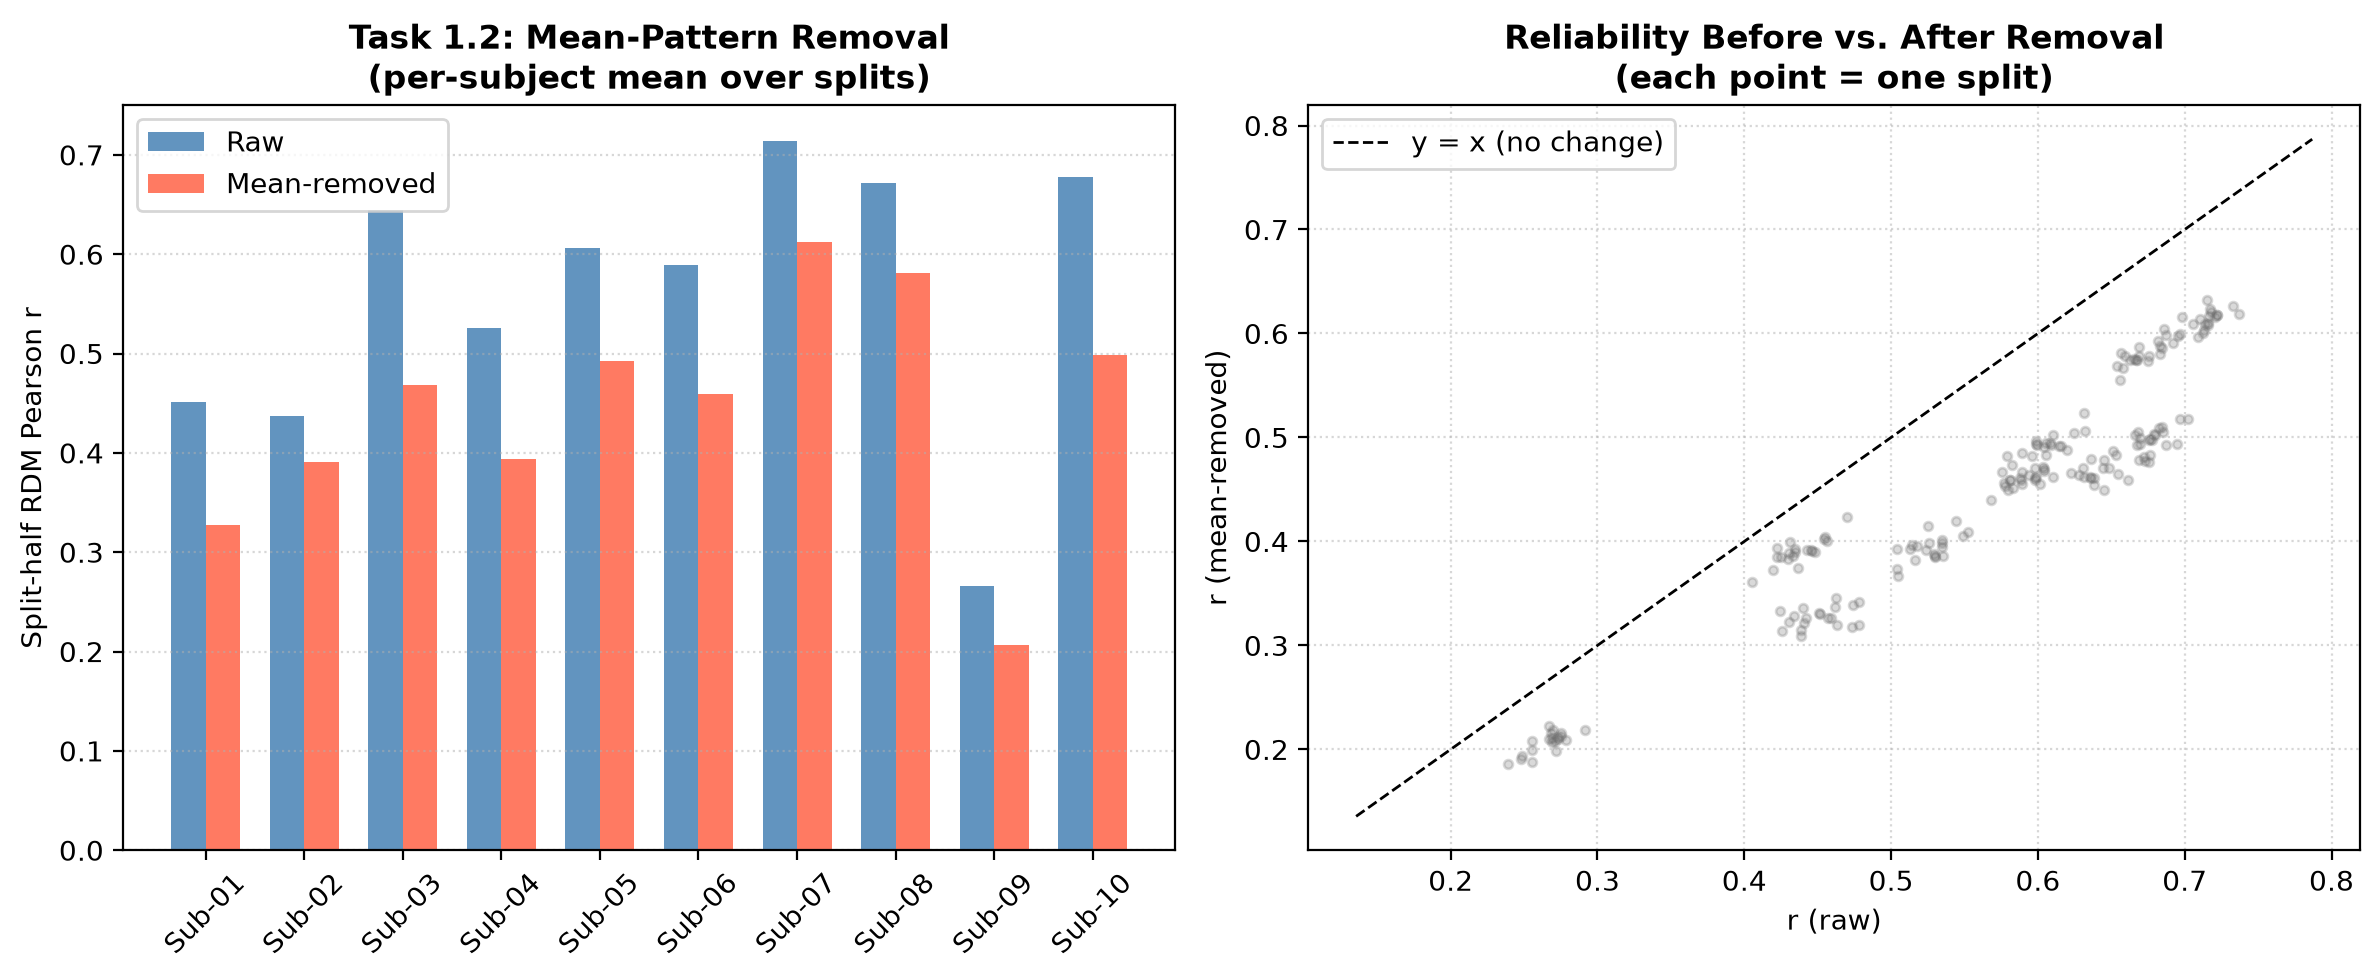 Task 1.2: Mean-Pattern Removal
(per-subject mean over splits)
Raw
Mean-removed
Split-half RDM Pearson r
0.7
0.6
0.5
0.4
0.3
0.2
0.1
0.0
Sub-01
Sub-02
Sub-03
Sub-04
Sub-05
Sub-06
Sub-07
Sub-08
Sub-09
Sub-10
Reliability Before vs. After Removal
(each point = one split)
y = x (no change)
r (mean-removed)
0.8
0.7
0.6
0.5
0.4
0.3
0.2
0.2
0.3
0.4
0.5
0.6
0.7
0.8
r (raw)